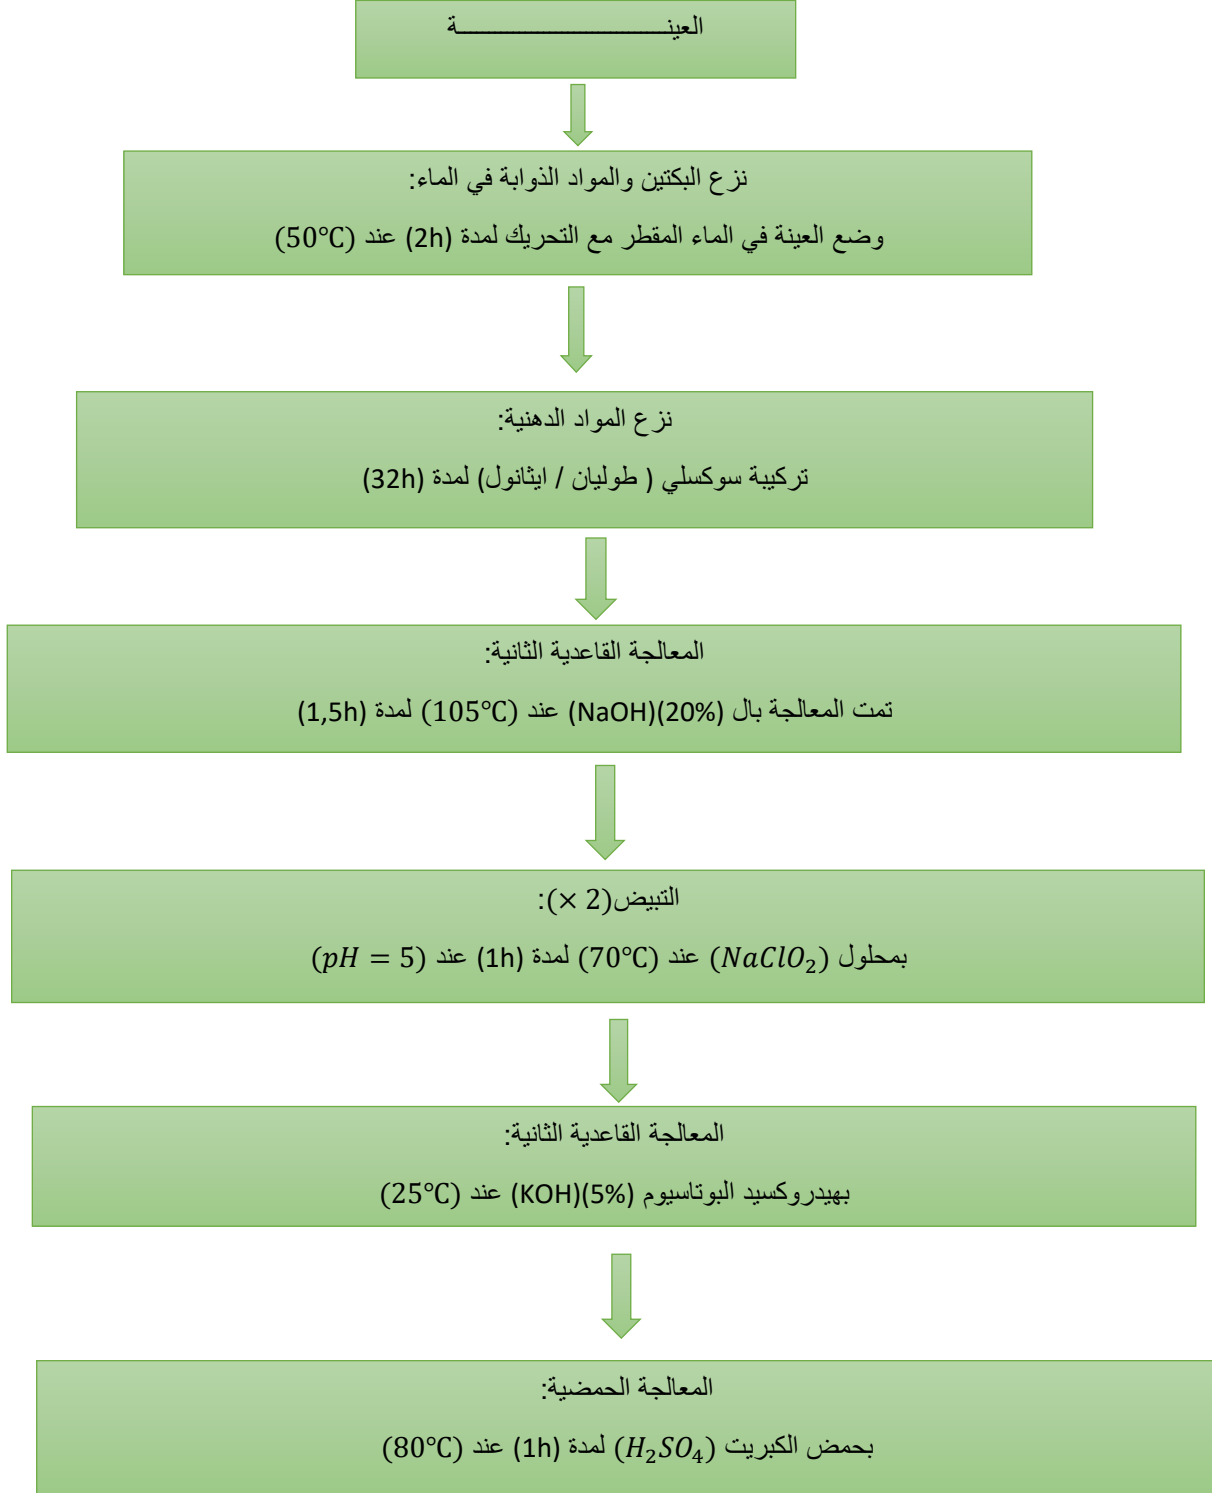 العينـــــــــــــــــــــــــــــــــــة
نزع البكتين والمواد الذوابة في الماء:
وضع العينة في الماء المقطر مع التحريك لمدة (2h) عند (50℃)
نزع المواد الدهنية:
تركيبة سوكسلي ( طوليان / ايثانول) لمدة (32h)
المعالجة القاعدية الثانية:
تمت المعالجة بال (NaOH)(20%) عند (105℃) لمدة (1,5h)
التبيض(2 ×):
بمحلول (NaClO₂) عند (70℃) لمدة (1h) عند (pH = 5)
المعالجة القاعدية الثانية:
بهيدروكسيد البوتاسيوم (KOH)(5%) عند (25℃)
المعالجة الحمضية:
بحمض الكبريت (H₂SO₄) لمدة (1h) عند (80℃)